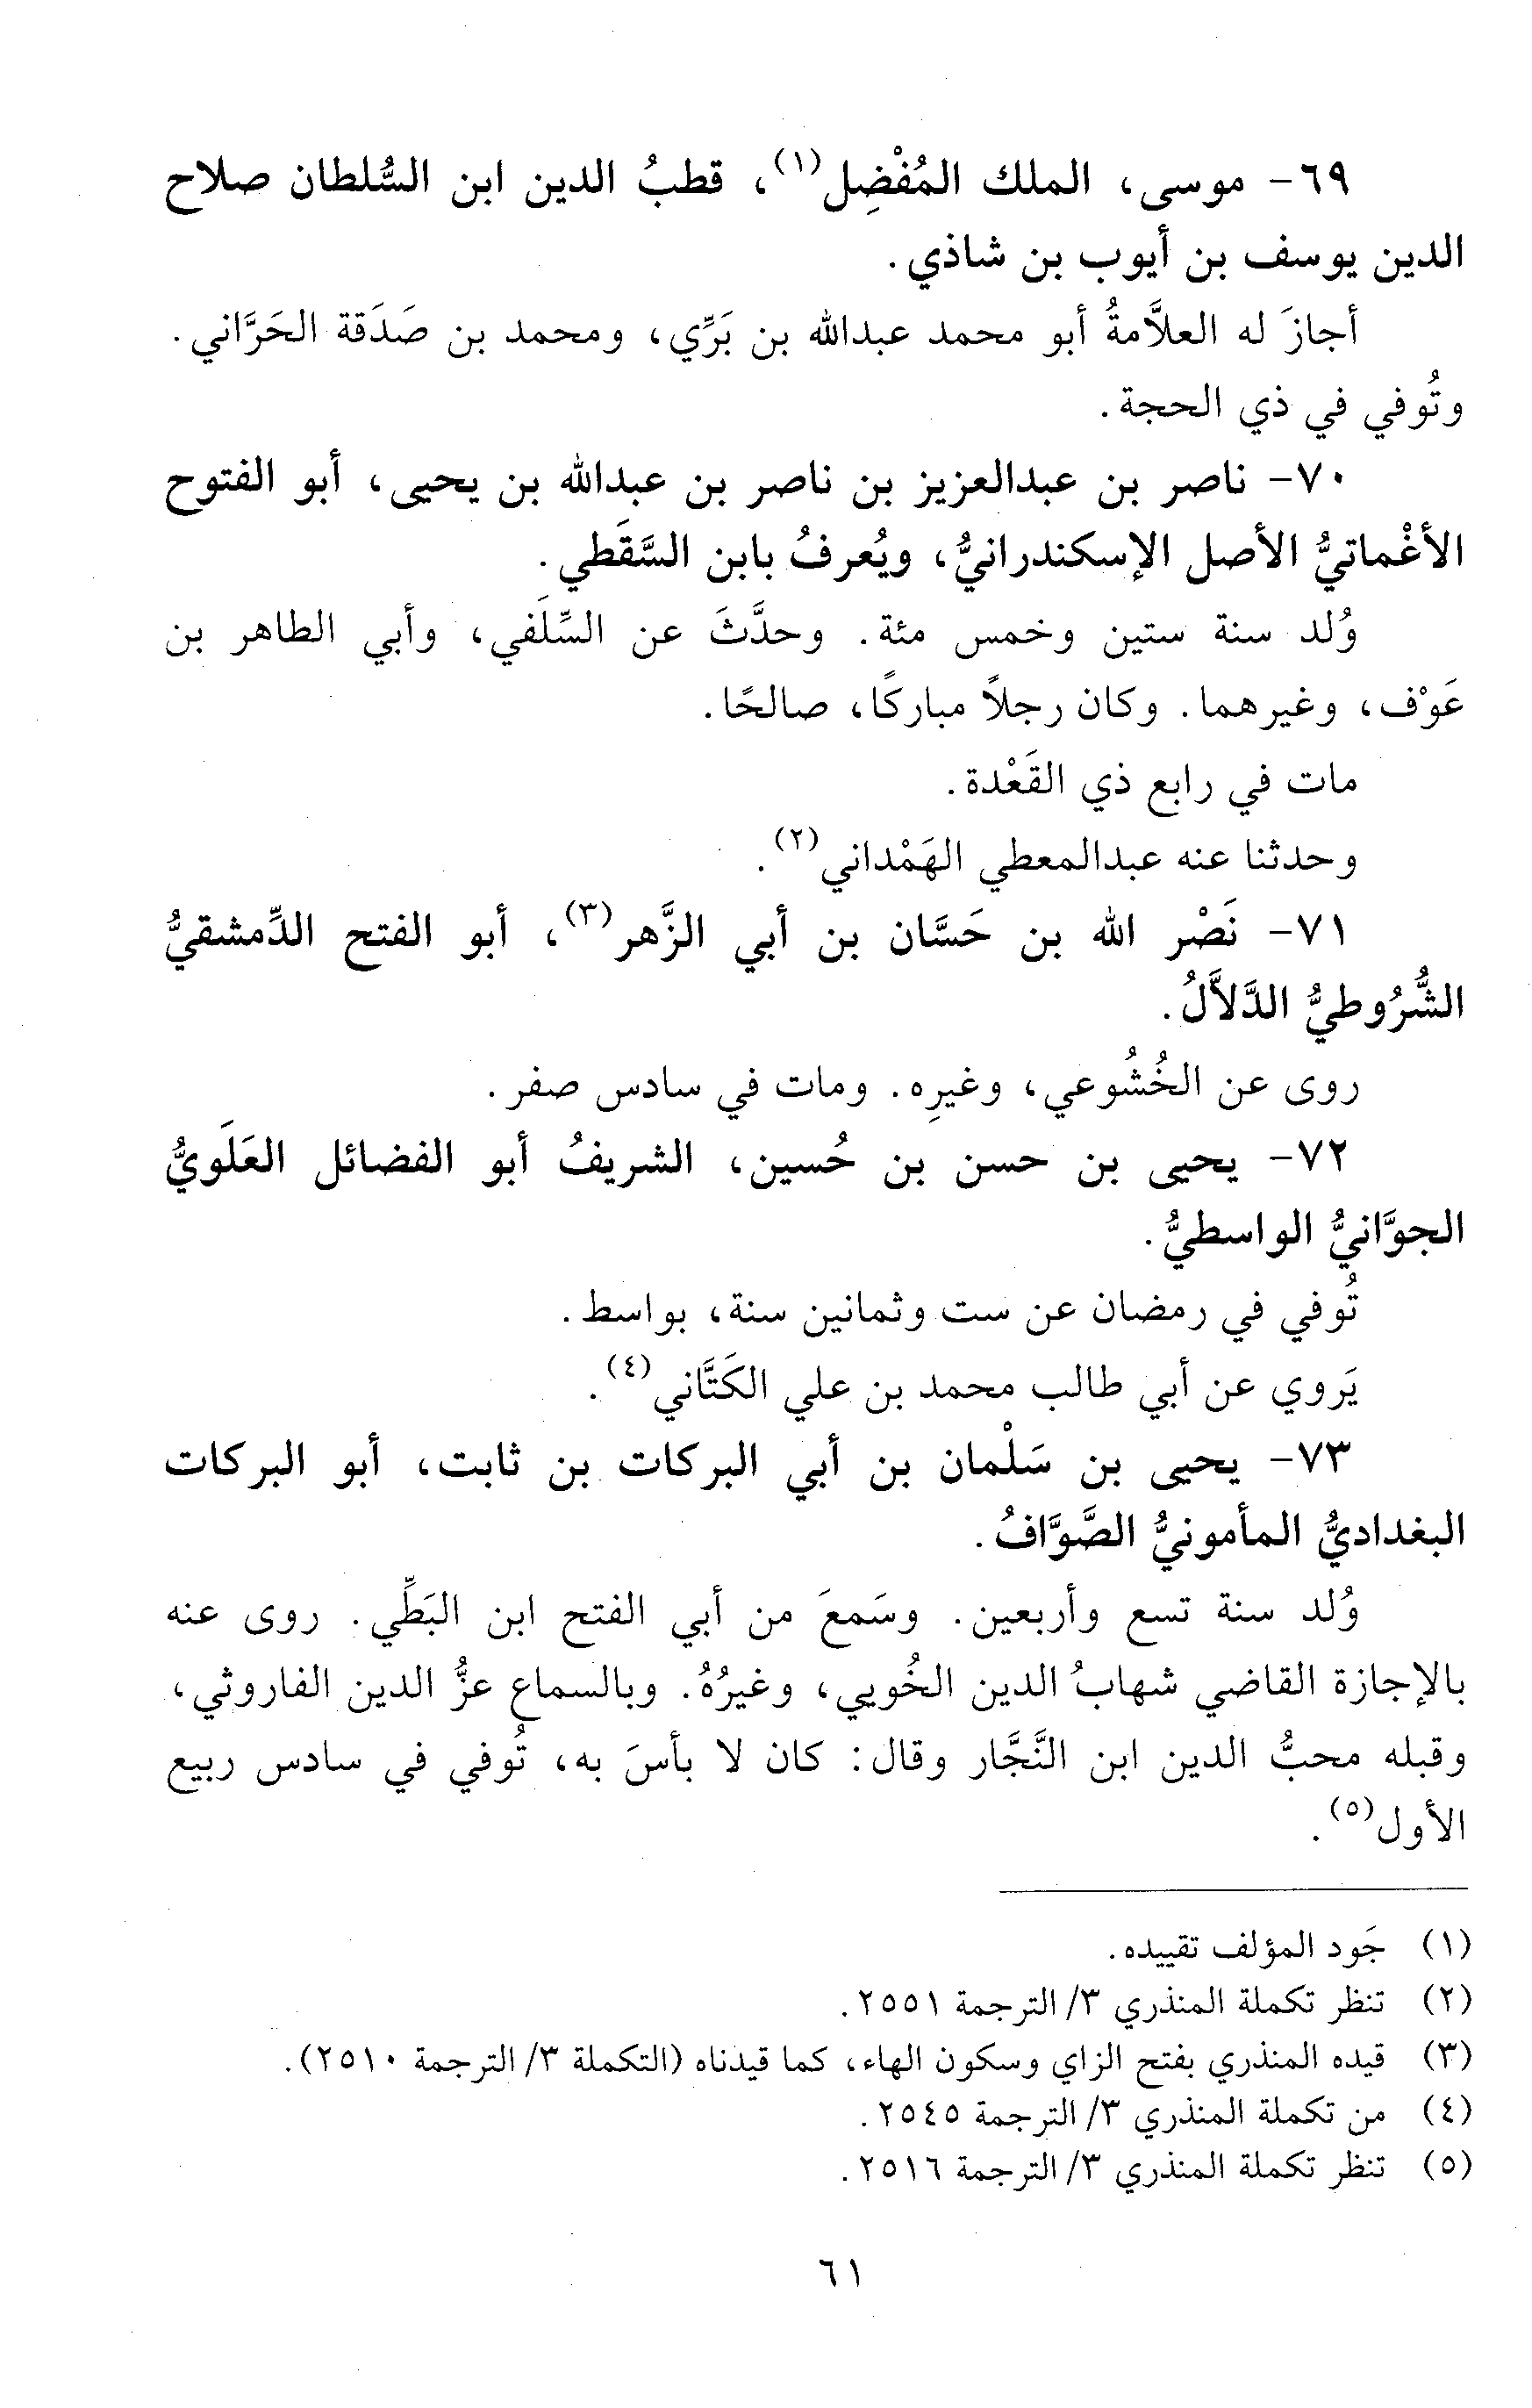 ٦٩- موسى، الملك المُفْضِل(١)، قطبُ الدين ابن السُّلطان صلاح
الدين يوسف بن أيوب بن شاذي.
أجازَ له العلاَّمةُ أبو محمد عبدالله بن بَرِّي، ومحمد بن صَدَقة الحَرَّاني.
وتُوفي في ذي الحجة.
٧٠- ناصر بن عبدالعزيز بن ناصر بن عبدالله بن يحيى، أبو الفتوح
الأغْماتيُّ الأصل الإسكندرانيُّ، ويُعرفُ بابن السَّقَطي.
وُلد سنة ستين وخمس مئة. وحدَّثَ عن السِّلَفي، وأبي الطاهر بن
عَوْف، وغيرهما. وكان رجلاً مباركًا، صالحًا.
مات في رابع ذي القَعْدة.
وحدثنا عنه عبدالمعطي الهَمْداني(٢).
٧١- نَصْر الله بن حَسَّان بن أبي الزَّهر(٣)، أبو الفتح الدِّمشقيُّ
الشُّرُوطيُّ الدَّلاَّلُ.
روى عن الخُشُوعي، وغيرِه. ومات في سادس صفر.
٧٢- يحيى بن حسن بن حُسين، الشريفُ أبو الفضائل العَلَويُّ
الجوَّانيُّ الواسطيُّ.
تُوفي في رمضان عن ست وثمانين سنة، بواسط.
يَروي عن أبي طالب محمد بن علي الكَتَّاني(٤).
٧٣- يحيى بن سَلْمان بن أبي البركات بن ثابت، أبو البركات
البغداديُّ المأمونيُّ الصَّوَّافُ.
وُلد سنة تسع وأربعين. وسَمعَ من أبي الفتح ابن البَطِّي. روى عنه
بالإجازة القاضي شهابُ الدين الخُويي، وغيرُهُ. وبالسماع عزُّ الدين الفاروثي،
وقبله محبُّ الدين ابن النَّجَّار وقال: كان لا بأسَ به، تُوفي في سادس ربيع
الأول(٥).
(١) جَود المؤلف تقييده.
(٢) تنظر تكملة المنذري ٣/ الترجمة ٢٥٥١.
(٣) قيده المنذري بفتح الزاي وسكون الهاء، كما قيدناه (التكملة ٣/ الترجمة ٢٥١٠).
(٤) من تكملة المنذري ٣/ الترجمة ٢٥٤٥.
(٥) تنظر تكملة المنذري ٣/ الترجمة ٢٥١٦.
٦١